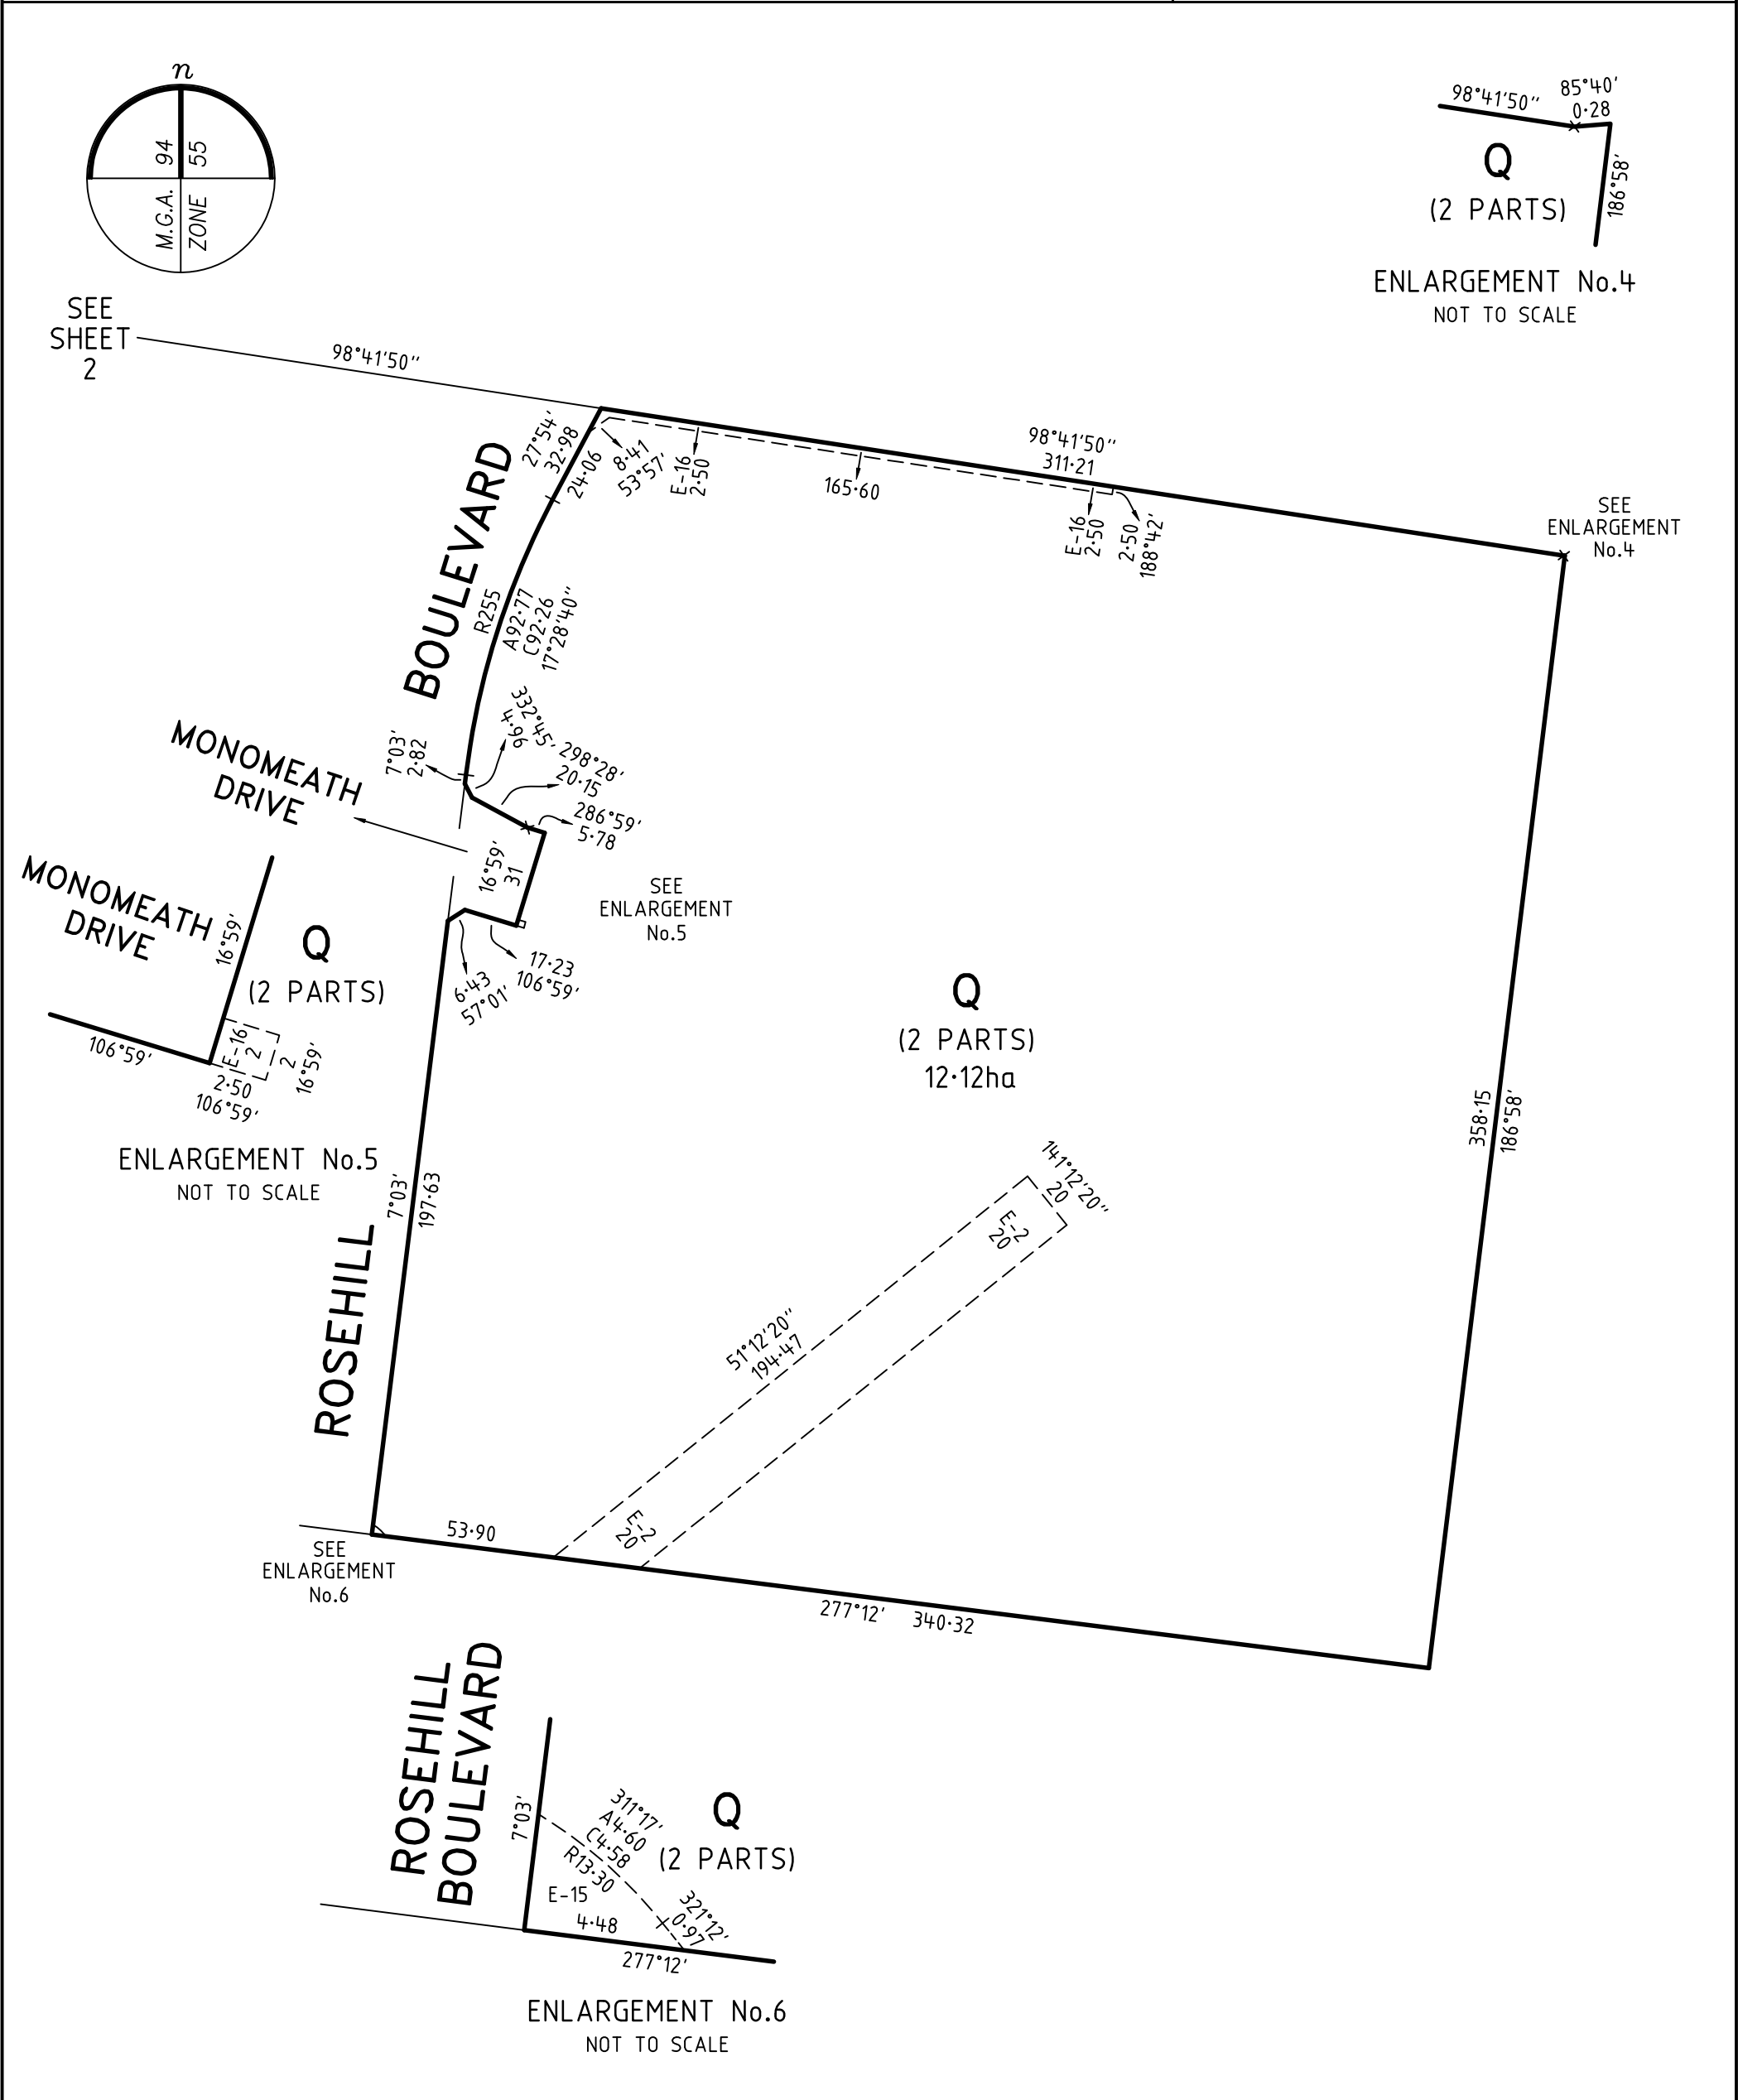 n
94
55
M.G.A.
ZONE
98°41'50"
85°40'
0·28
186°58'
Q
(2 PARTS)
ENLARGEMENT No.4
NOT TO SCALE
SEE
SHEET
2
98°41'50"
27°54'
32·98
24·06
8·41
53°57'
E-16
2·50
165·60
98°41'50"
311·21
E-16
2·50
2·50
188°42'
SEE
ENLARGEMENT
No.4
BOULEVARD
R255
A92·77
C92·26
17°28'40"
332°45'
4·96
7°03'
2·82
298°28'
20·15
286°59'
5·78
MONOMEATH
DRIVE
16°59'
31
SEE
ENLARGEMENT
No.5
17·23
106°59'
6·43
57°01'
MONOMEATH
DRIVE
16°59'
Q
(2 PARTS)
106°59'
E-16
2
2
16°59'
2·50
106°59'
ENLARGEMENT No.5
NOT TO SCALE
Q
(2 PARTS)
12·12ha
358·15
186°58'
141°12'20"
20
E-2
20
7°03'
197·63
ROSEHILL
51°12'20"
194·47
E-2
20
53·90
SEE
ENLARGEMENT
No.6
277°12' 340·32
ROSEHILL
BOULEVARD
7°03'
311°17'
A4·60
C4·58
R13·30
Q
(2 PARTS)
E-15
4·48
321°12'
0·97
277°12'
ENLARGEMENT No.6
NOT TO SCALE